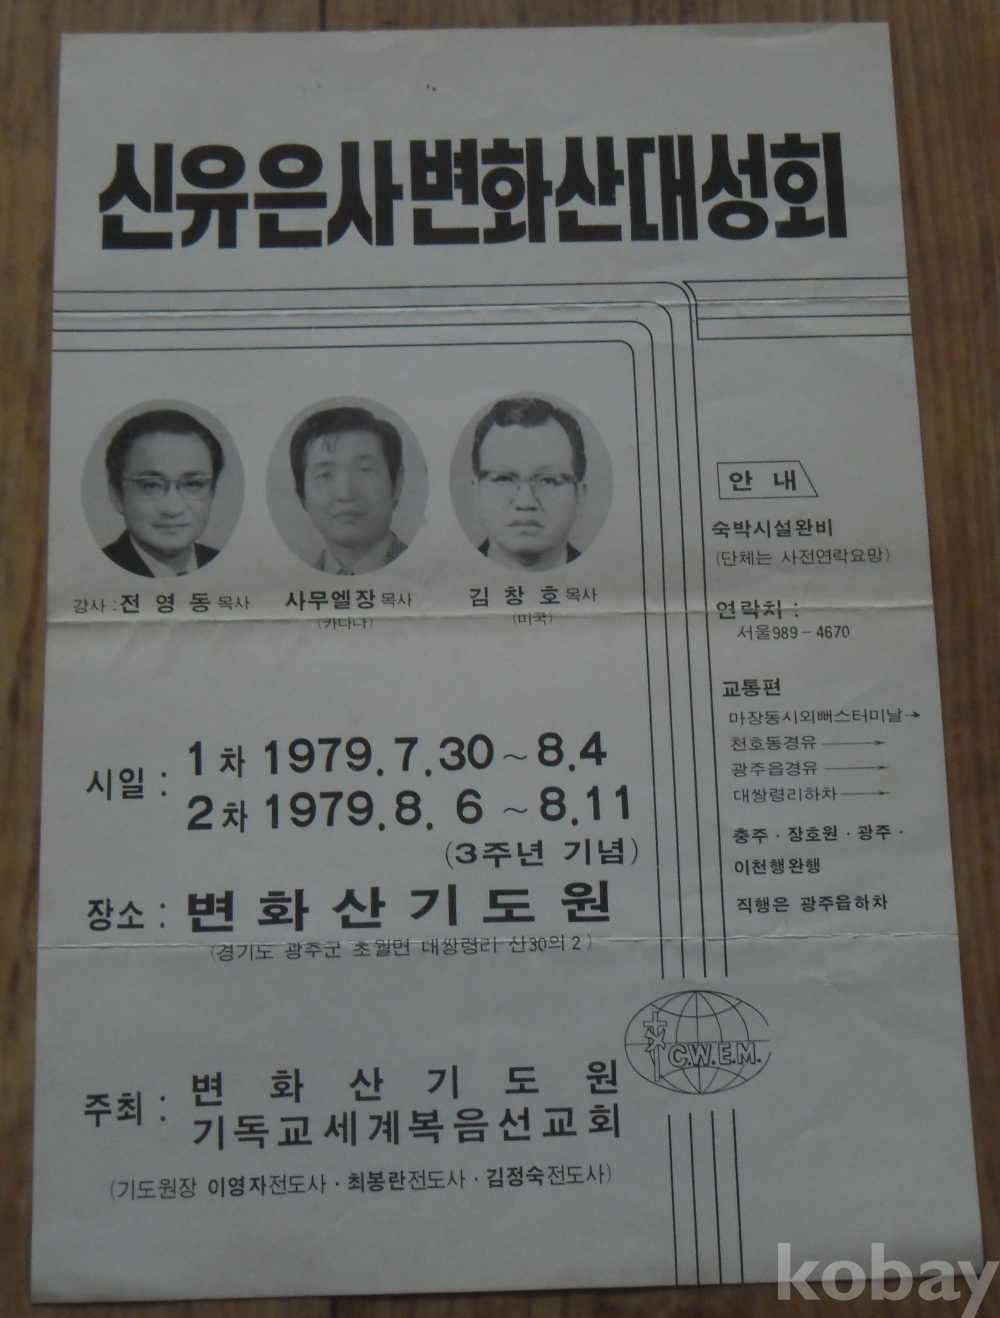 신유은사변화산대성회
강사 : 전영동 목사
사무엘장 목사
(카나다)
김창호 목사
(미국)
시일 : 1차 1979.7.30 ~ 8.4
2차 1979.8. 6 ~ 8.11
(3주년 기념)
장소 : 변화산기도원
(경기도 광주군 초월면 대쌍령리 산30의2)
주최 : 변화산기도원
기독교세계복음선교회
(기도원장 이영자전도사 · 최봉란전도사 · 김정숙전도사)
안 내
숙박시설완비
(단체는 사전연락요망)
연락처 :
서울989-4670
교통편
마장동시외뻐스터미날→
천호동경유→
광주읍경유→
대쌍령리하차→
충주 · 장호원 · 광주 ·
이천행완행
직행은 광주읍하차
C.W.E.M.
kobay